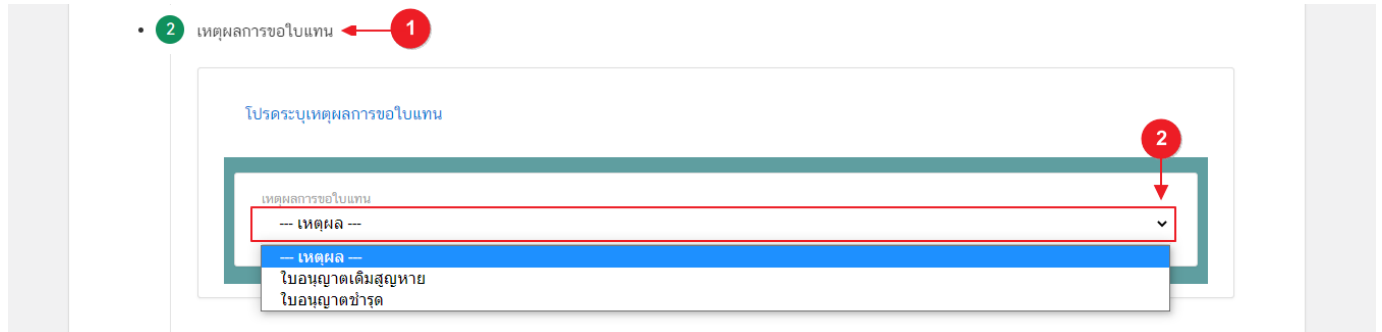 2 เหตุผลการขอใบแทน 1
โปรดระบุเหตุผลการขอใบแทน
2
เหตุผลการขอใบแทน
--- เหตุผล ---
--- เหตุผล ---
ใบอนุญาตเดิมสูญหาย
ใบอนุญาตชำรุด